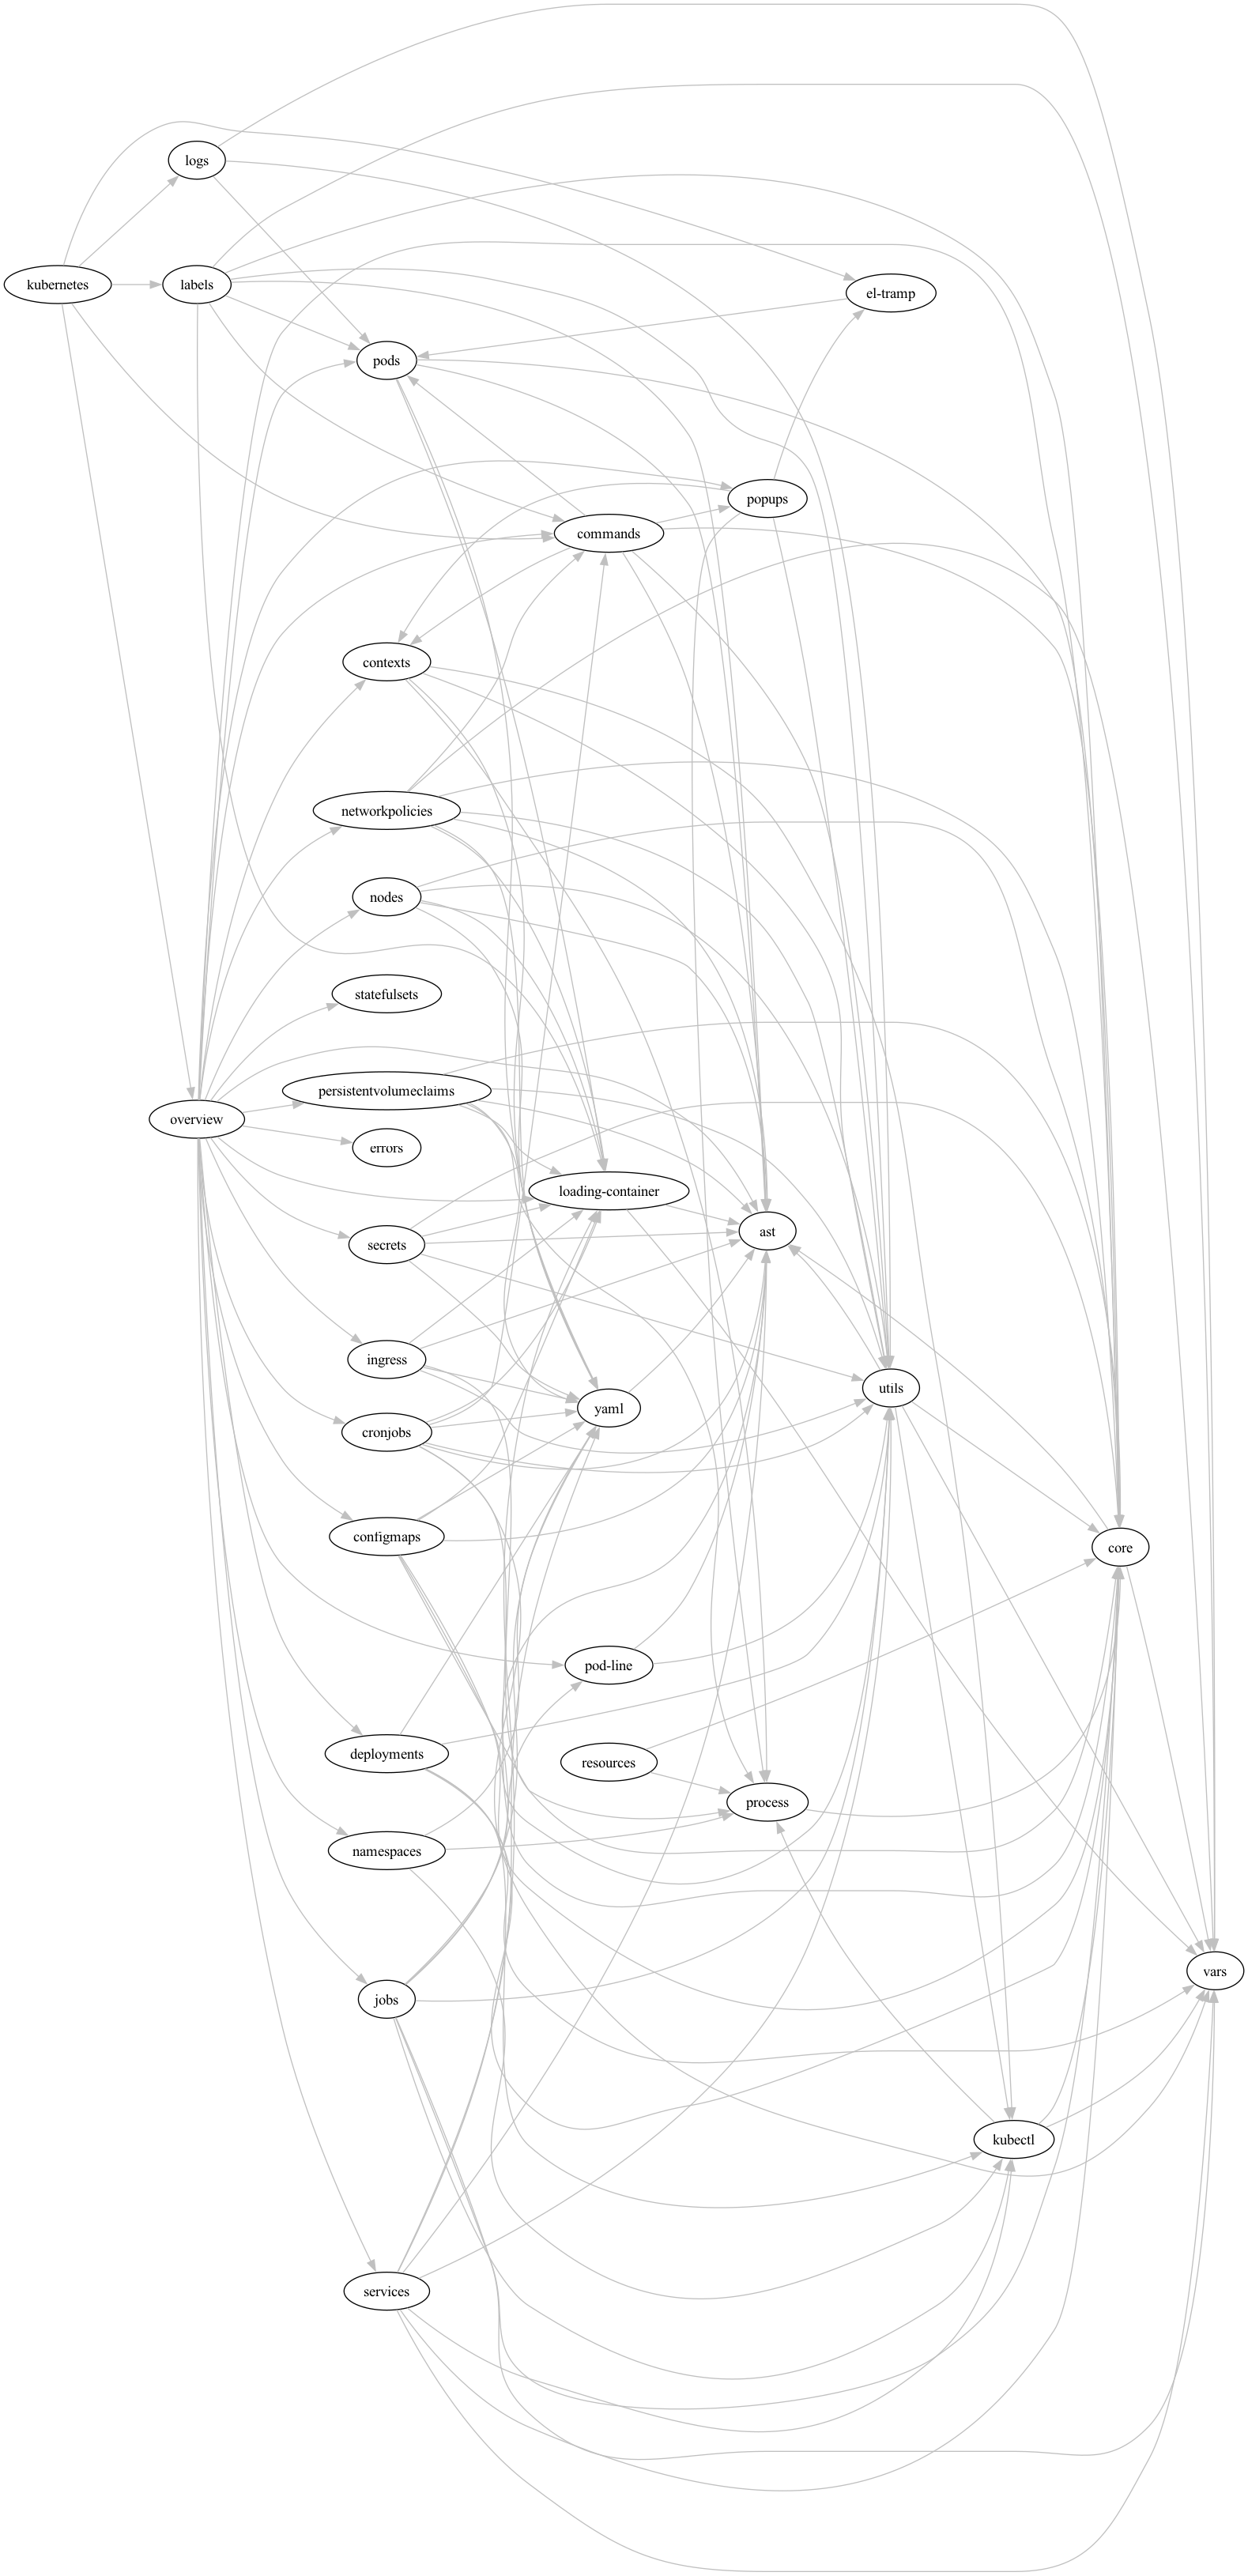 logs
kubernetes
labels
el-tramp
pods
popups
commands
contexts
networkpolicies
nodes
statefulsets
persistentvolumeclaims
overview
errors
loading-container
ast
secrets
ingress
utils
yaml
cronjobs
configmaps
core
pod-line
deployments
resources
process
namespaces
vars
jobs
kubectl
services